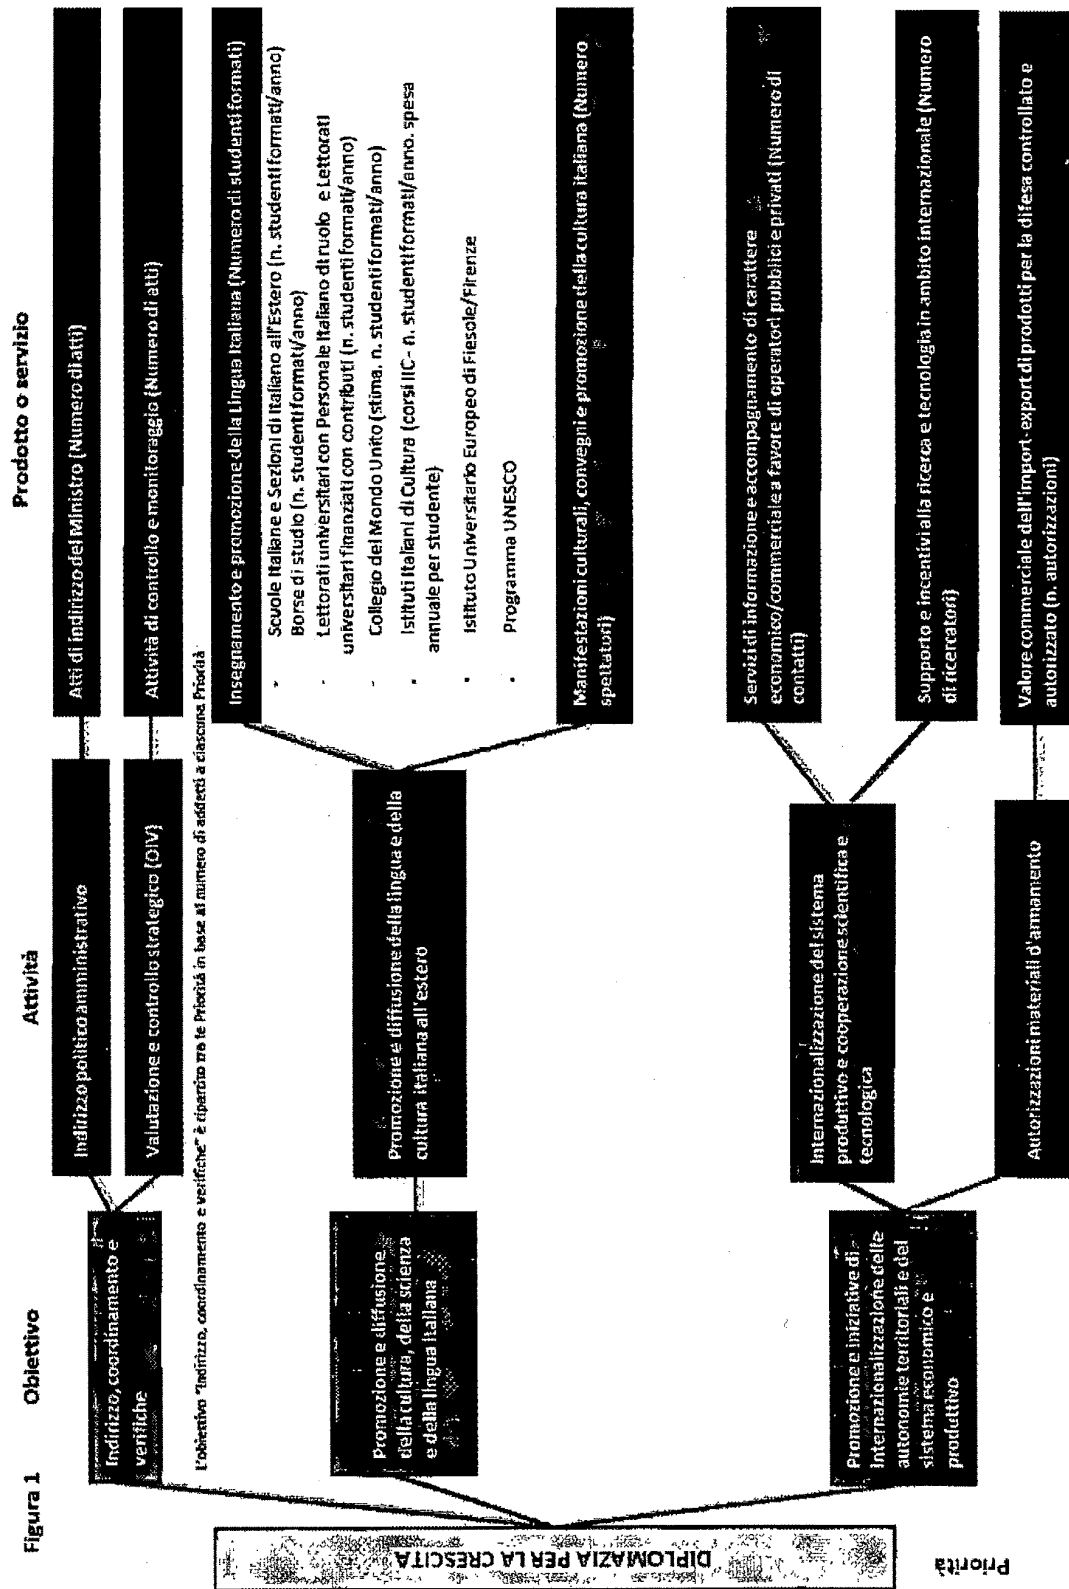 Figura 1
Obiettivo
Attività
Prodotto o servizio
Priorità
DIPLOMAZIA PER LA CRESCITA
Indirizzo, coordinamento e
verifiche
Indirizzo politico amministrativo
Atti di indirizzo del Ministro (Numero di atti)
Valutazione e controllo strategico (OIV)
Attività di controllo e monitoraggio (Numero di atti)
L'obiettivo "Indirizzo, coordinamento e verifiche" è ripartito tra le Priorità in base al numero di addetti a ciascuna Priorità
Promozione e diffusione
della cultura, della scienza
e della lingua italiana
Promozione e diffusione della lingua e della
cultura italiana all'estero
Insegnamento e promozione della Lingua Italiana (Numero di studenti formati)
- Scuole Italiane e Sezioni di Italiano all'Estero (n. studenti formati/anno)
Borse di studio (n. studenti formati/anno)
- Lettorati universitari con Personale Italiano di ruolo e Lettorati
universitari finanziati con contributi (n. studenti formati/anno)
- Collegio del Mondo Unito (stima. n. studenti formati/anno)
- Istituti Italiani di Cultura (corsi IIC - n. studenti formati/anno. spesa
annuale per studente)
- Istituto Universitario Europeo di Fiesole/Firenze
- Programma UNESCO
Manifestazioni culturali, convegni e promozione della cultura italiana (Numero
spettatori)
Promozione e iniziative di
Internazionalizzazione delle
autonomie territoriali e del
sistema economico e
produttivo
Internazionalizzazione del sistema
produttivo e cooperazione scientifica e
tecnologica
Servizi di informazione e accompagnamento di carattere
economico/commerciale a favore di operatori pubblici e privati (Numero di
contatti)
Supporto e incentivi alla ricerca e tecnologia in ambito internazionale (Numero
di ricercatori)
Autorizzazioni materiali d'armamento
Valore commerciale dell'import-export di prodotti per la difesa controllato e
autorizzato (n. autorizzazioni)